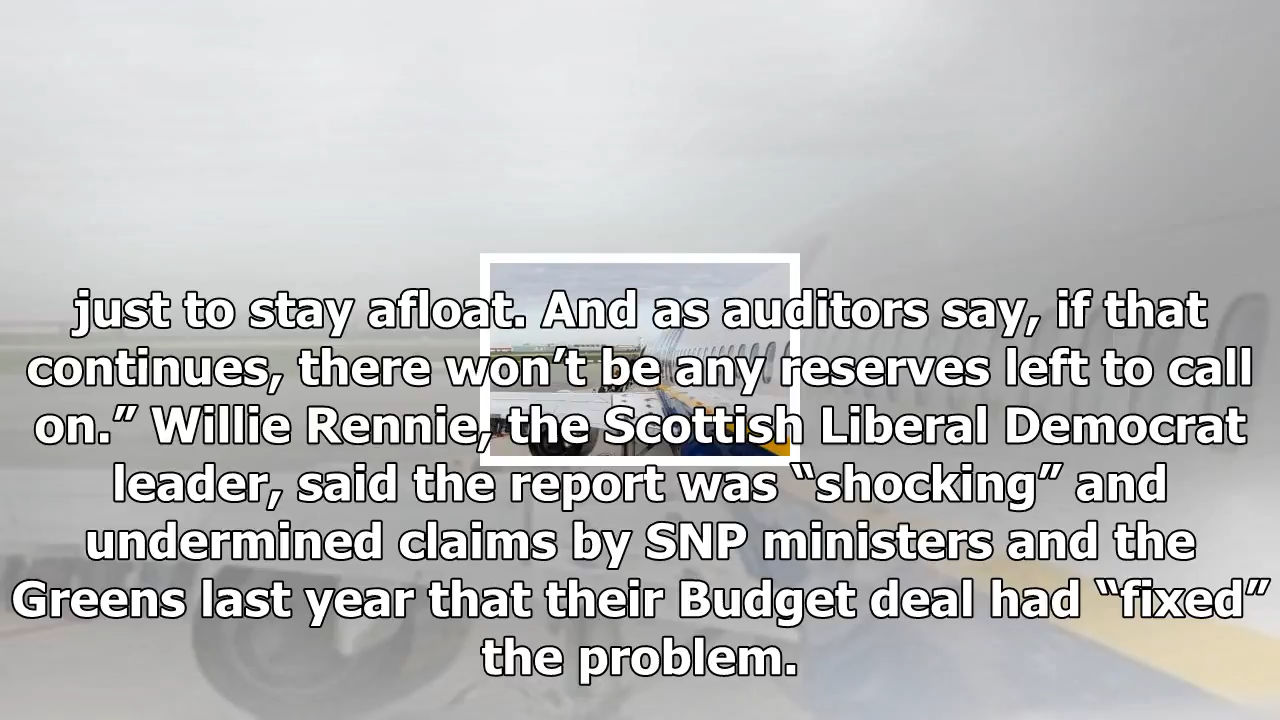 just to stay afloat. And as auditors say, if that
continues, there won’t be any reserves left to call
on.” Willie Rennie, the Scottish Liberal Democrat
leader, said the report was “shocking” and
undermined claims by SNP ministers and the
Greens last year that their Budget deal had “fixed”
the problem.